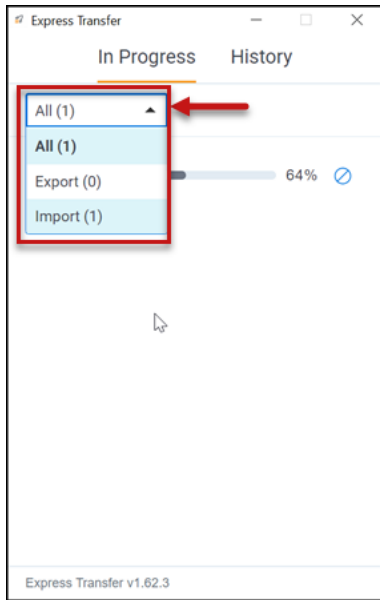 Express Transfer
In Progress History
All (1)
All (1)
Export (0)
64%
Import (1)
Express Transfer v1.62.3